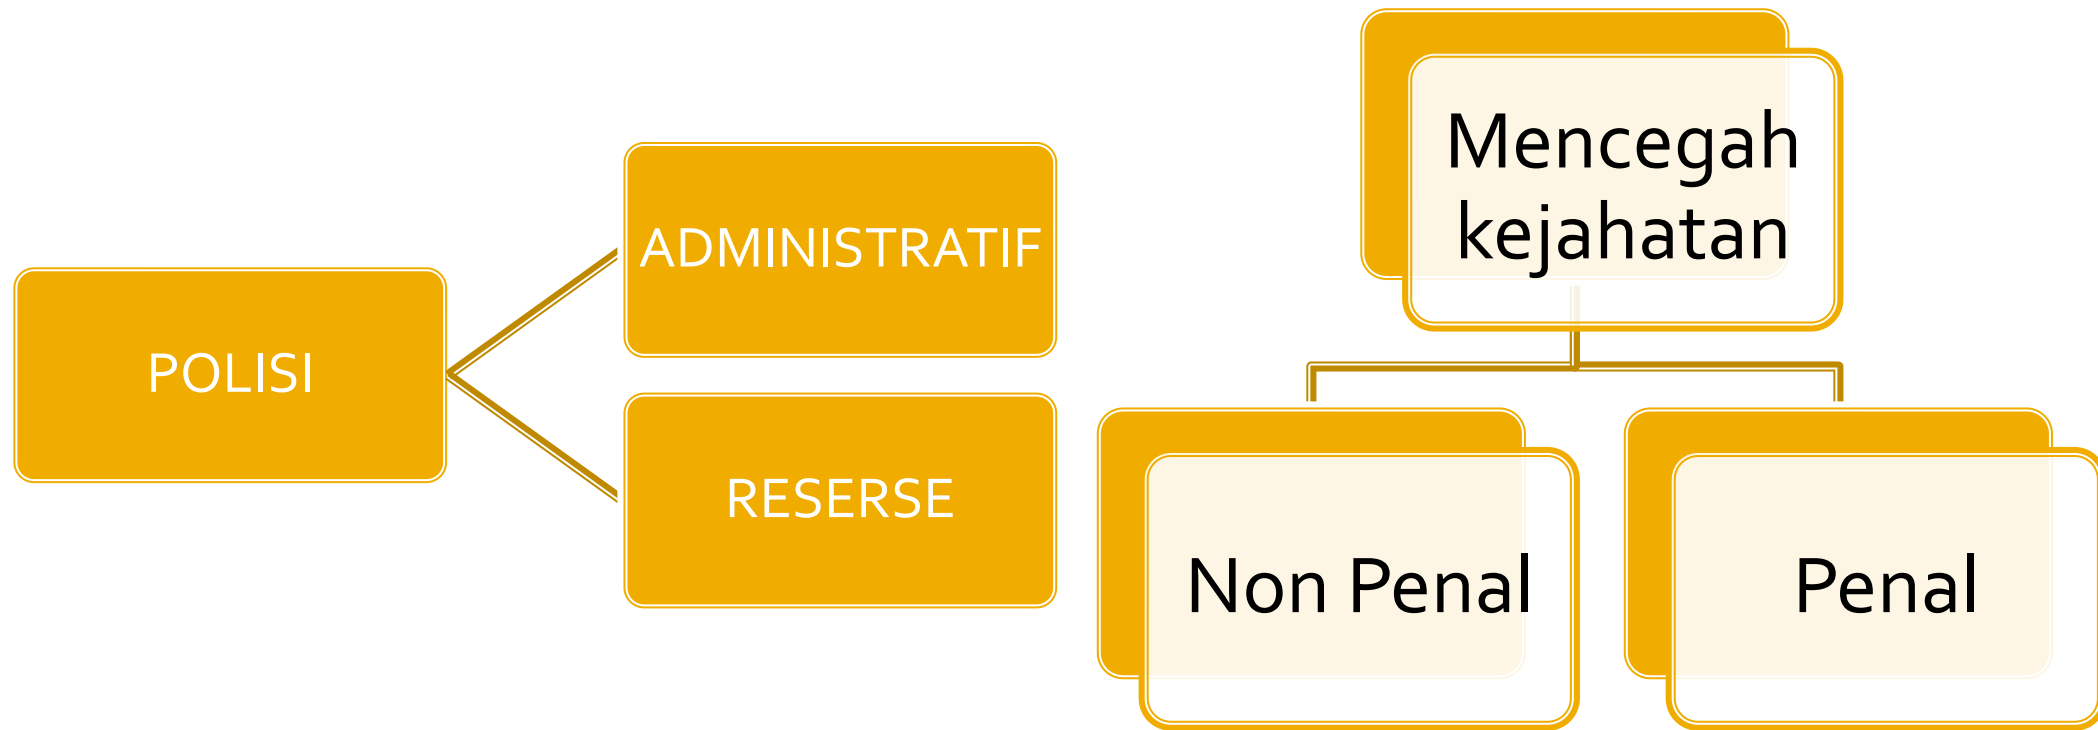 POLISI
ADMINISTRATIF
RESERSE
Mencegah
kejahatan
Non Penal
Penal